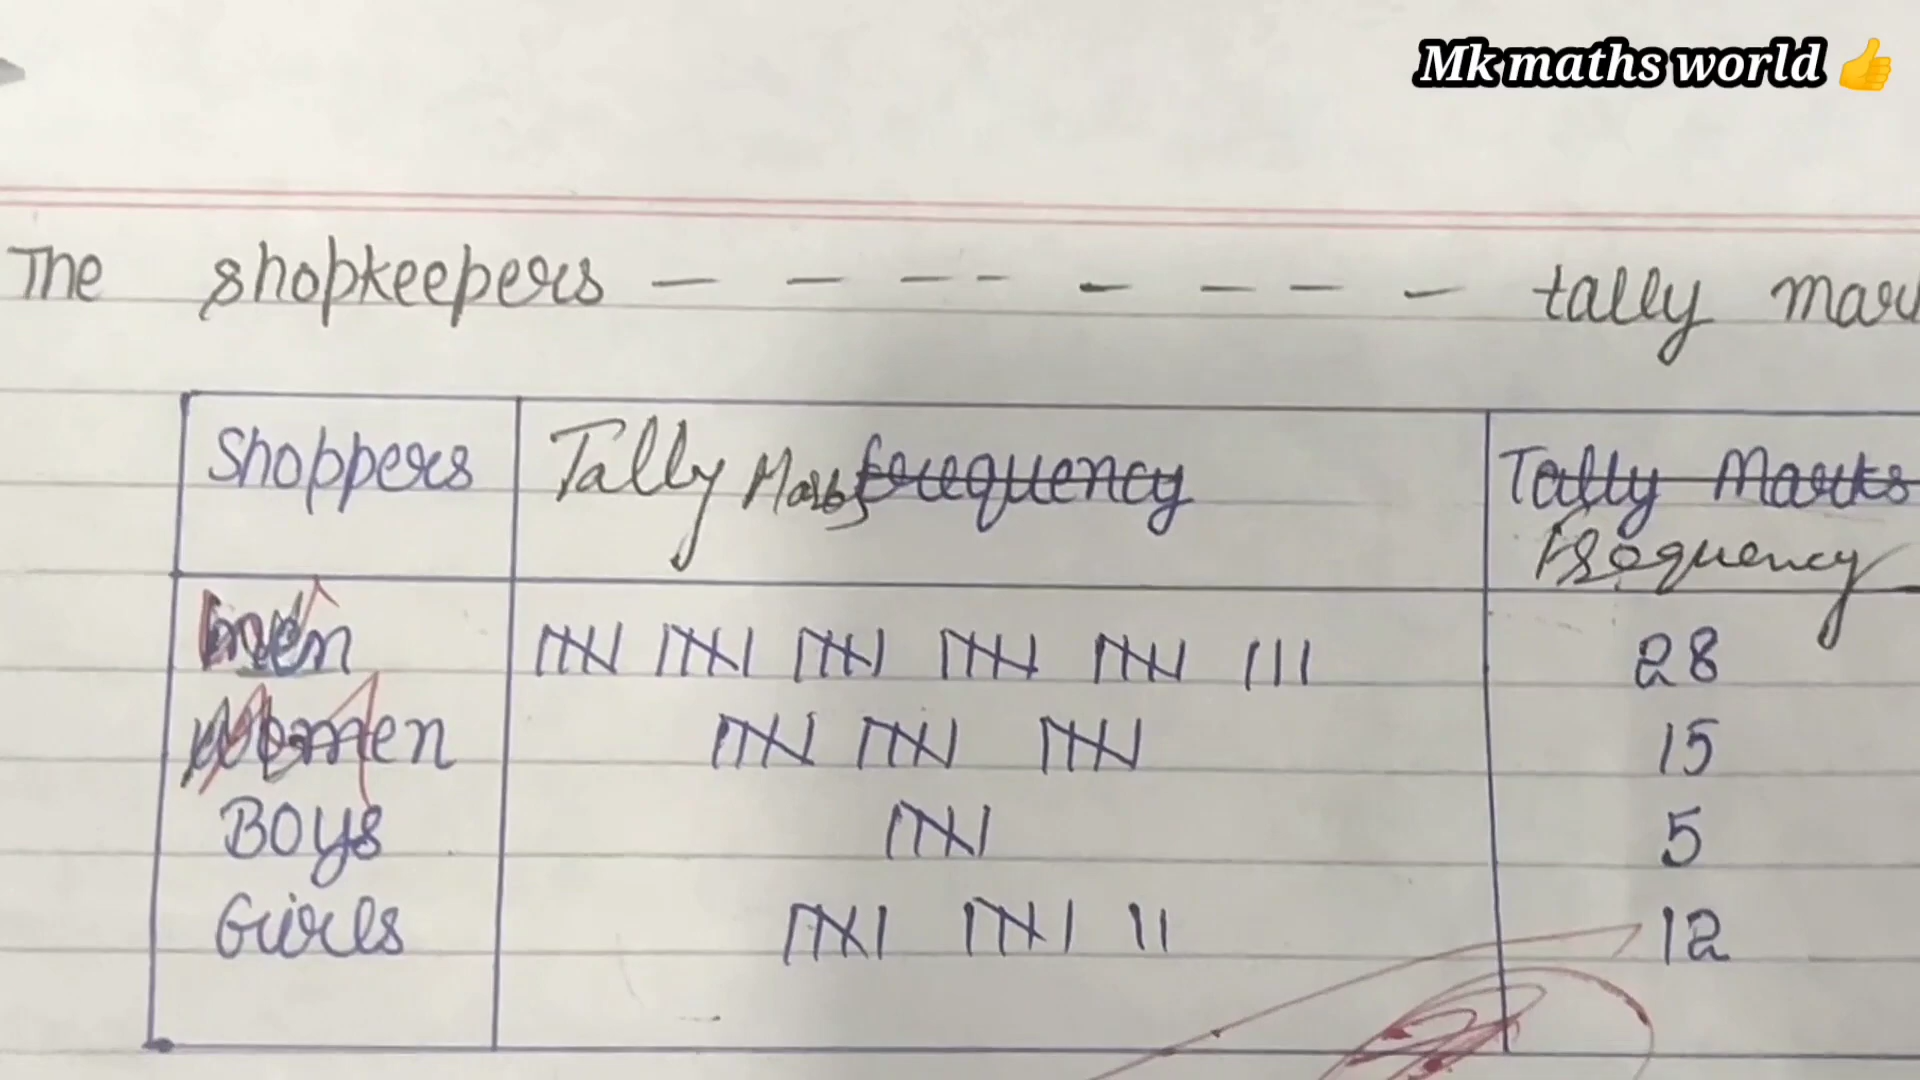 Mk maths world 👍
The shopkeepers - - - - - - - - tally mar
Shoppers Tally Marks frequency Tally Marks
Frequency
men 28
Women 15
Boys 5
Girls 12